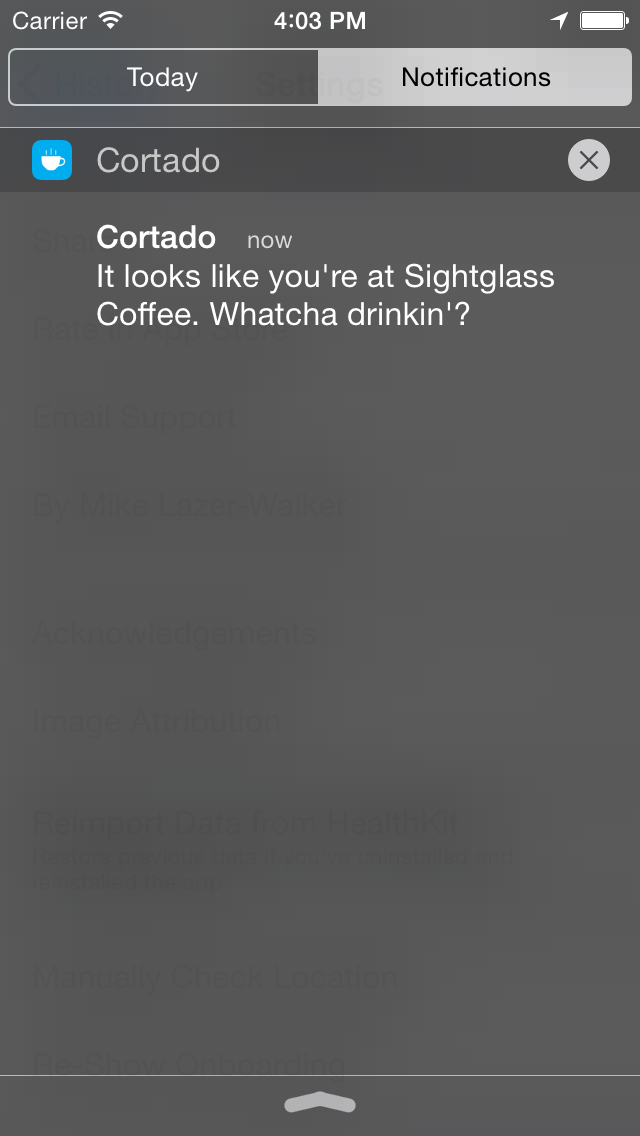 Carrier 4:03 PM
Today Notifications
History Settings
Cortado
Cortado now
It looks like you're at Sightglass
Coffee. Whatcha drinkin'?
Rate in App Store
Email Support
By Mike Lazer-Walker
Acknowledgements
Image Attribution
Reimport Data from HealthKit
Restore previous data if you've uninstalled and
reinstalled the app
Manually Check Location
Re-Show Onboarding